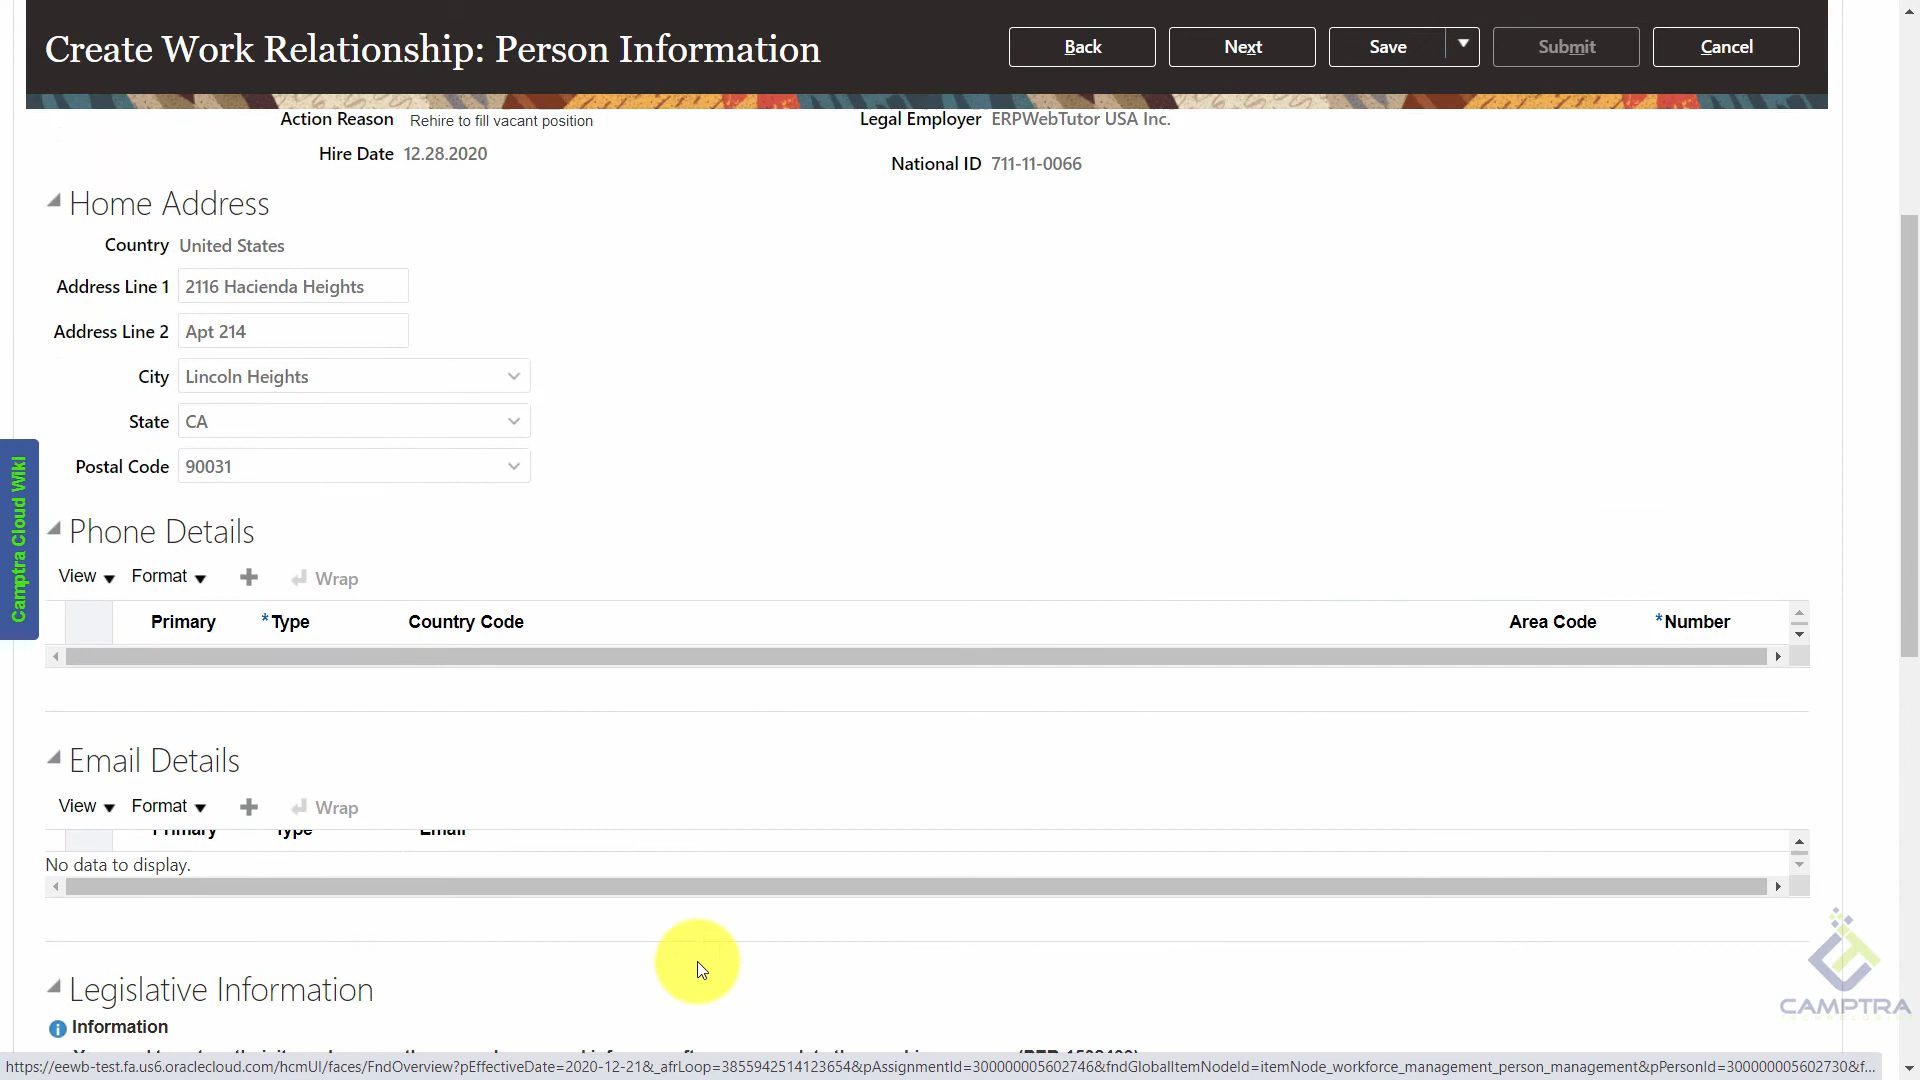 Create Work Relationship: Person Information
Back
Next
Save
Submit
Cancel
Action Reason Rehire to fill vacant position
Legal Employer ERPWebTutor USA Inc.
Hire Date 12.28.2020
National ID 711-11-0066
Home Address
Country United States
Address Line 1 2116 Hacienda Heights
Address Line 2 Apt 214
City Lincoln Heights
State CA
Postal Code 90031
Camptra Cloud Wiki
Phone Details
View Format Wrap
Primary *Type Country Code Area Code *Number
Email Details
View Format Wrap
Primary Type Email
No data to display.
Legislative Information
Information
CAMPTRA
https://eewb-test.fa.us6.oraclecloud.com/hcmUI/faces/FndOverview?pEffectiveDate=2020-12-21&_afrLoop=3855942514123654&pAssignmentId=300000005602746&fndGlobalItemNodeId=itemNode_workforce_management_person_management&pPersonId=300000005602730&f...